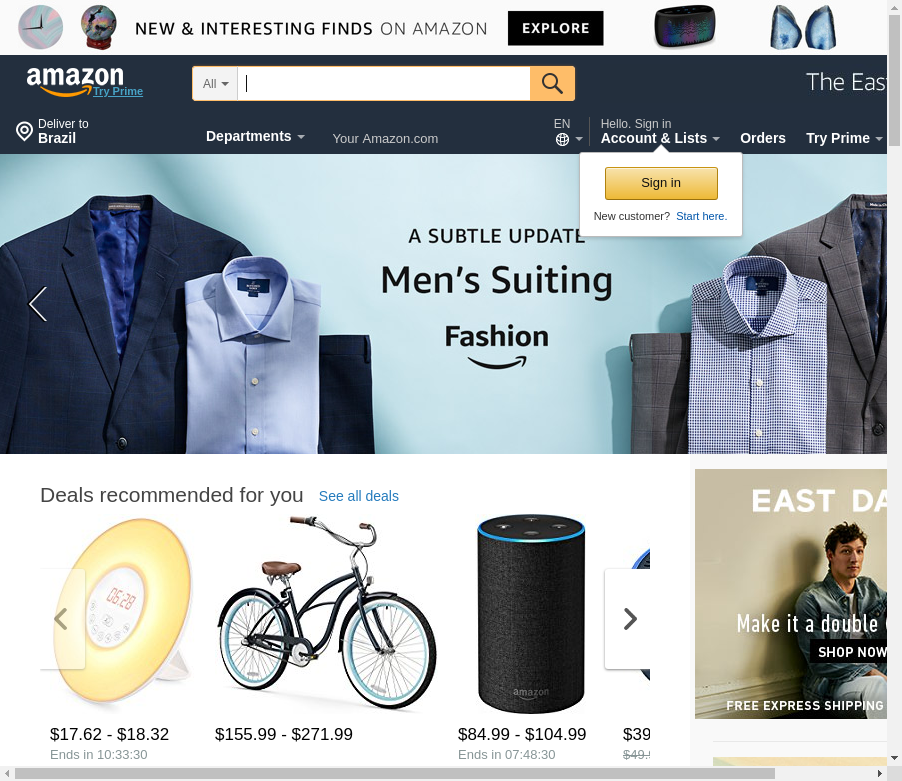 NEW & INTERESTING FINDS ON AMAZON EXPLORE
amazon
Try Prime
All
The Eas
Deliver to
Brazil
Departments
Your Amazon.com
EN
Hello. Sign in
Account & Lists
Orders
Try Prime
Sign in
New customer? Start here.
A SUBTLE UPDATE
Men's Suiting
Fashion
Deals recommended for you See all deals
06:28
amazon
$17.62 - $18.32
Ends in 10:33:30
$155.99 - $271.99
$84.99 - $104.99
Ends in 07:48:30
$39
$49.
EAST DA
Make it a double
SHOP NOW
FREE EXPRESS SHIPPING